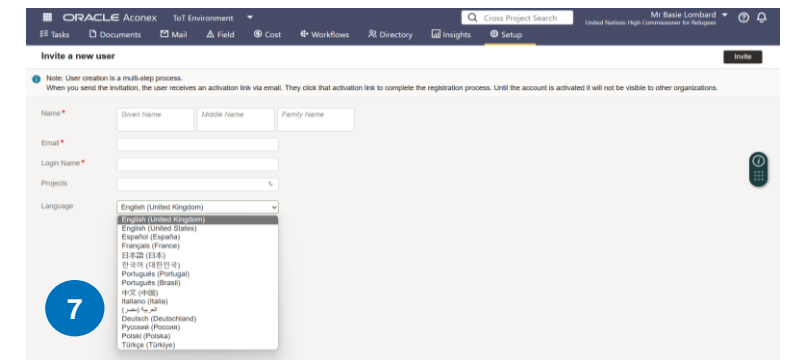 ORACLE Aconex ToT Environment Cross Project Search Mr Basie Lombard
United Nations High Commissioner for Refugees
Tasks Documents Mail Field Cost Workflows Directory Insights Setup
Invite a new user Invite
Note: User creation is a multi-step process.
When you send the invitation, the user receives an activation link via email. They click that activation link to complete the registration process. Until the account is activated it will not be visible to other organizations.
Name * Given Name Middle Name Family Name
Email *
Login Name *
Projects
Language English (United Kingdom)
English (United Kingdom)
English (United States)
Español (España)
Français (France)
日本語 (日本)
한국어 (대한민국)
Português (Portugal)
Português (Brasil)
中文 (中国)
Italiano (Italia)
العربية (مصر)
Deutsch (Deutschland)
Русский (Россия)
Polski (Polska)
Türkçe (Türkiye)
7